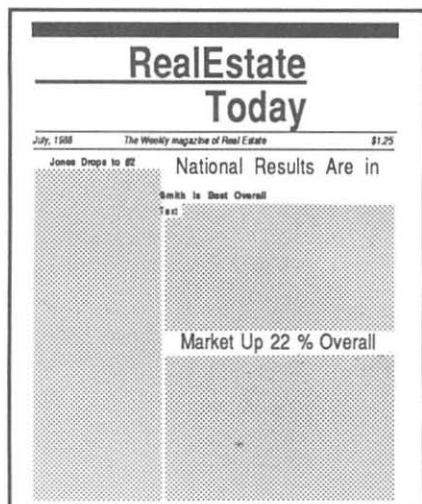 RealEstate
Today
July, 1988 The Weekly magazine of Real Estate $1.25
Jones Drops to #2
National Results Are in
Smith Is Best Overall
Text
Market Up 22 % Overall